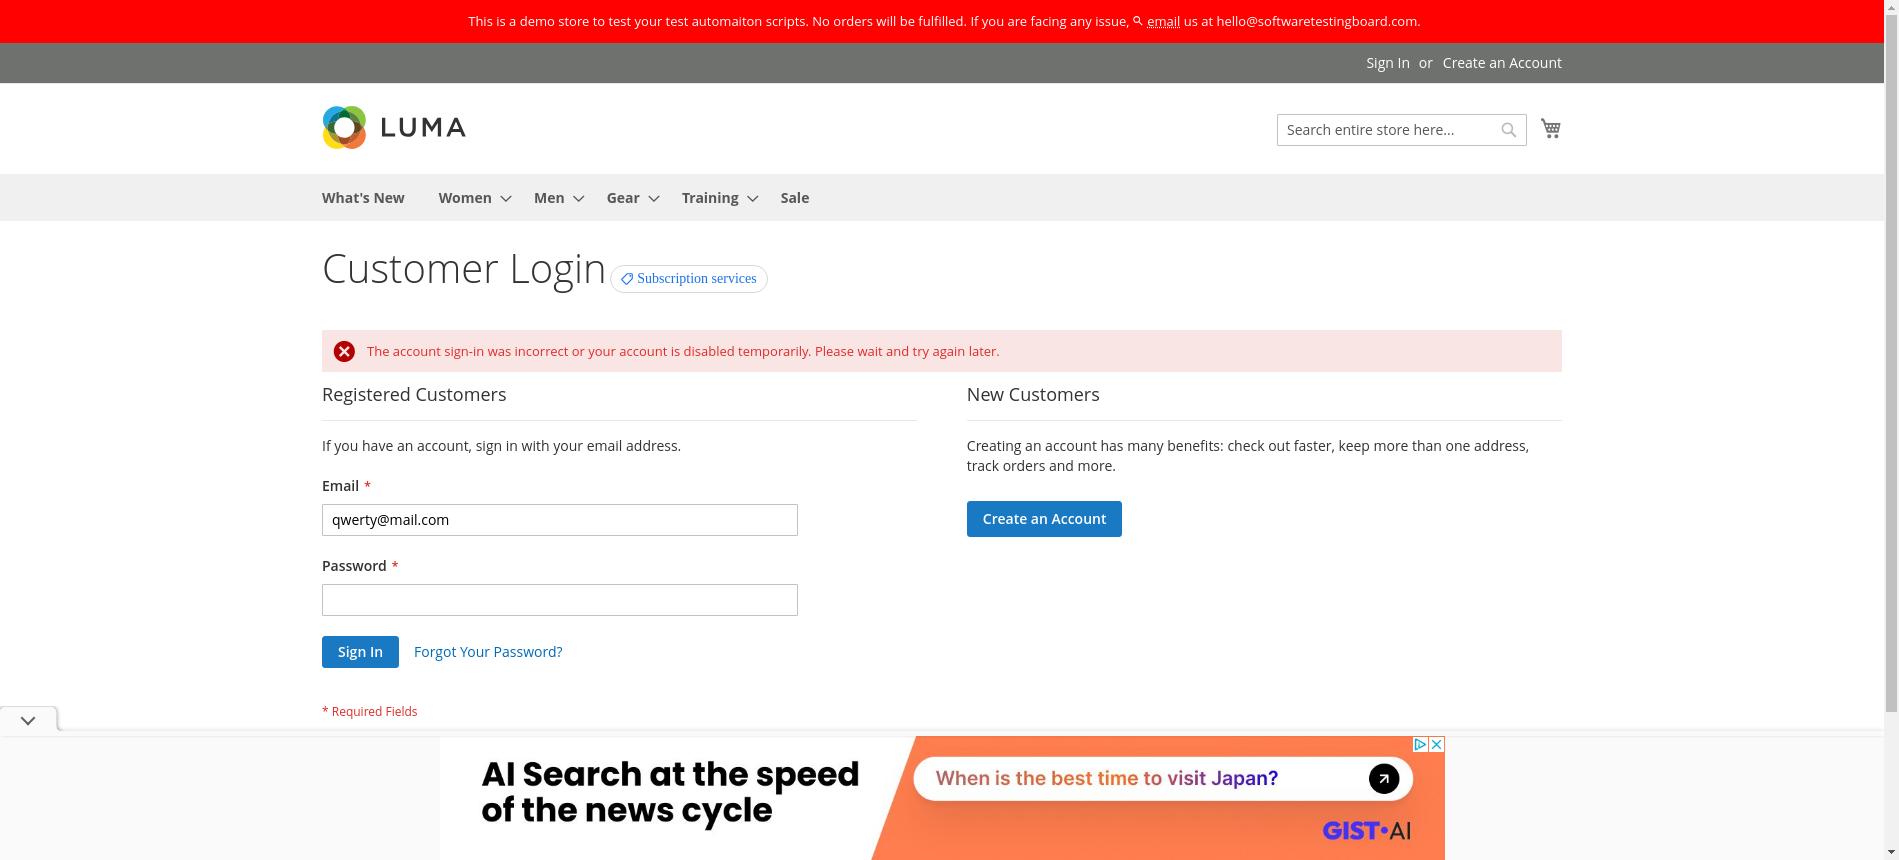 This is a demo store to test your test automaiton scripts. No orders will be fulfilled. If you are facing any issue, email us at hello@softwaretestingboard.com.
Sign In or Create an Account
LUMA
Search entire store here...
What's New Women Men Gear Training Sale
Customer Login Subscription services
The account sign-in was incorrect or your account is disabled temporarily. Please wait and try again later.
Registered Customers
If you have an account, sign in with your email address.
Email *
qwerty@mail.com
Password *
Sign In Forgot Your Password?
* Required Fields
New Customers
Creating an account has many benefits: check out faster, keep more than one address,
track orders and more.
Create an Account
AI Search at the speed
of the news cycle
When is the best time to visit Japan?
GIST•AI